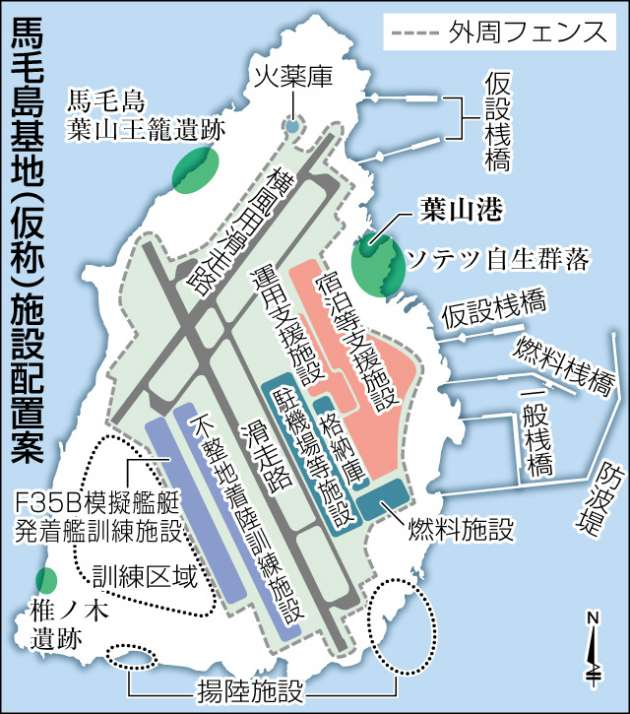 馬毛島基地(仮称)施設配置案
外周フェンス
火薬庫
仮設桟橋
馬毛島
葉山王籠遺跡
横風用滑走路
葉山港
ソテツ自生群落
運用支援施設
宿泊等支援施設
仮設桟橋
燃料桟橋
一般桟橋
防波堤
滑走路
駐機場等施設
格納庫
不整地着陸訓練施設
F35B模擬艦艇
発着艦訓練施設
燃料施設
訓練区域
椎ノ木
遺跡
揚陸施設
N